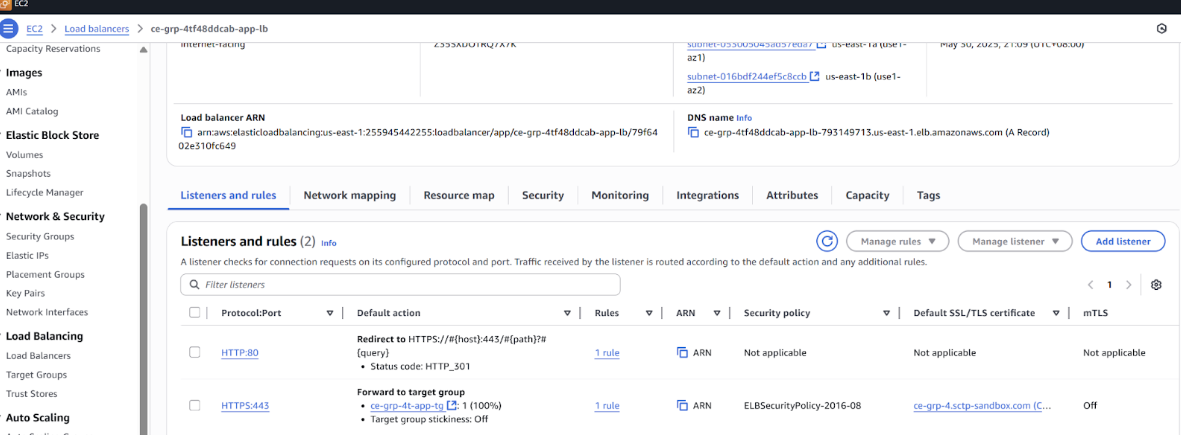 EC2
EC2 > Load balancers > ce-grp-4tf48ddcab-app-lb
Capacity Reservations
Images
AMIs
AMI Catalog
Elastic Block Store
Volumes
Snapshots
Lifecycle Manager
Network & Security
Security Groups
Elastic IPs
Placement Groups
Key Pairs
Network Interfaces
Load Balancing
Load Balancers
Target Groups
Trust Stores
Auto Scaling
Internet-facing
us-east-1a (use1-
az1)
subnet-016bdf244ef5c8ccb us-east-1b (use1-
az2)
May 30, 2025, 21:09 (UTC+08:00)
Load balancer ARN
arn:aws:elasticloadbalancing:us-east-1:255945442255:loadbalancer/app/ce-grp-4tf48ddcab-app-lb/79f64
02e310fc649
DNS name Info
ce-grp-4tf48ddcab-app-lb-793149713.us-east-1.elb.amazonaws.com (A Record)
Listeners and rules Network mapping Resource map Security Monitoring Integrations Attributes Capacity Tags
Listeners and rules (2) Info
Manage rules Manage listener Add listener
A listener checks for connection requests on its configured protocol and port. Traffic received by the listener is routed according to the default action and any additional rules.
Filter listeners
1
Protocol:Port Default action Rules ARN Security policy Default SSL/TLS certificate mTLS
HTTP:80
Redirect to HTTPS://#{host}:443/#{path}?#
{query}
• Status code: HTTP_301
1 rule ARN Not applicable Not applicable Not applicable
HTTPS:443
Forward to target group
• ce-grp-4t-app-tg: 1 (100%)
• Target group stickiness: Off
1 rule ARN ELBSecurityPolicy-2016-08 ce-grp-4.sctp-sandbox.com (C... Off